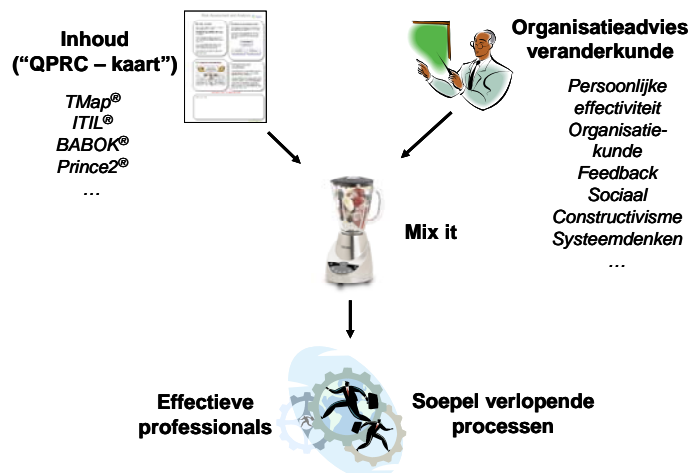 Inhoud
(“QPRC – kaart”)
TMap®
ITIL®
BABOK®
Prince2®
…
Organisatieadvies
veranderkunde
Persoonlijke
effectiviteit
Organisatie-
kunde
Feedback
Sociaal
Constructivisme
Systeemdenken
…
Mix it
Effectieve
professionals
Soepel verlopende
processen